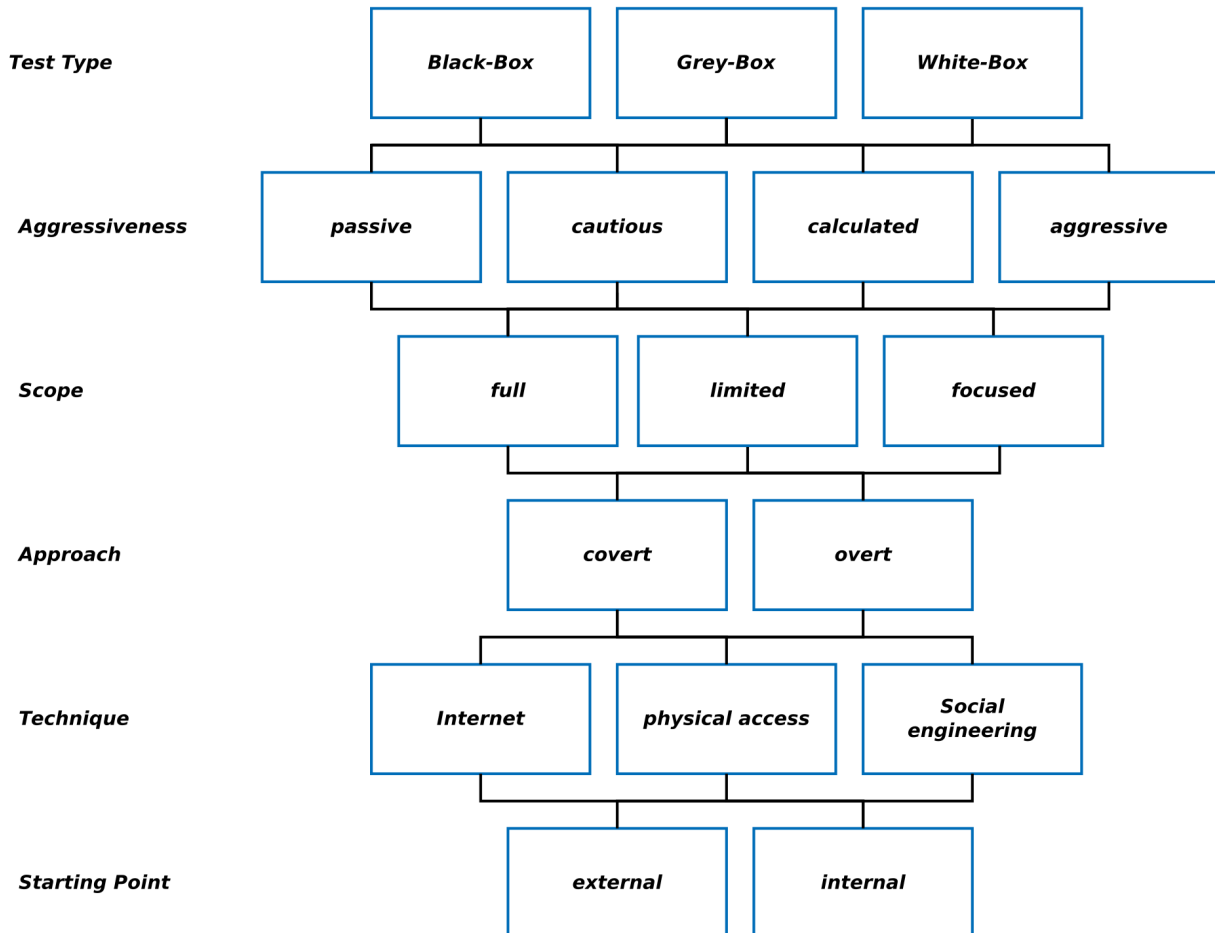 Test Type
Black-Box
Grey-Box
White-Box
Aggressiveness
passive
cautious
calculated
aggressive
Scope
full
limited
focused
Approach
covert
overt
Technique
Internet
physical access
Social
engineering
Starting Point
external
internal